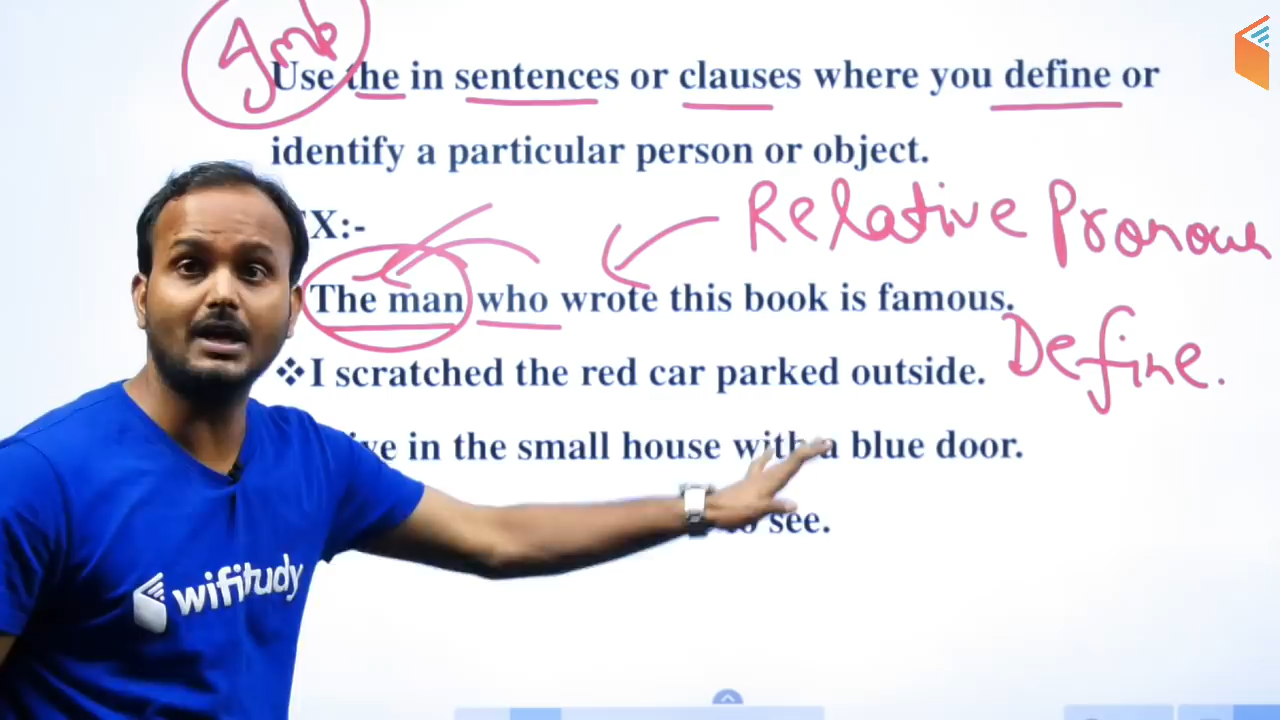 Imp
Use the in sentences or clauses where you define or
identify a particular person or object.
EX:-
Relative Pronoun
The man who wrote this book is famous.
Define.
❖I scratched the red car parked outside.
in the small house with a blue door.
to see.
wifistudy